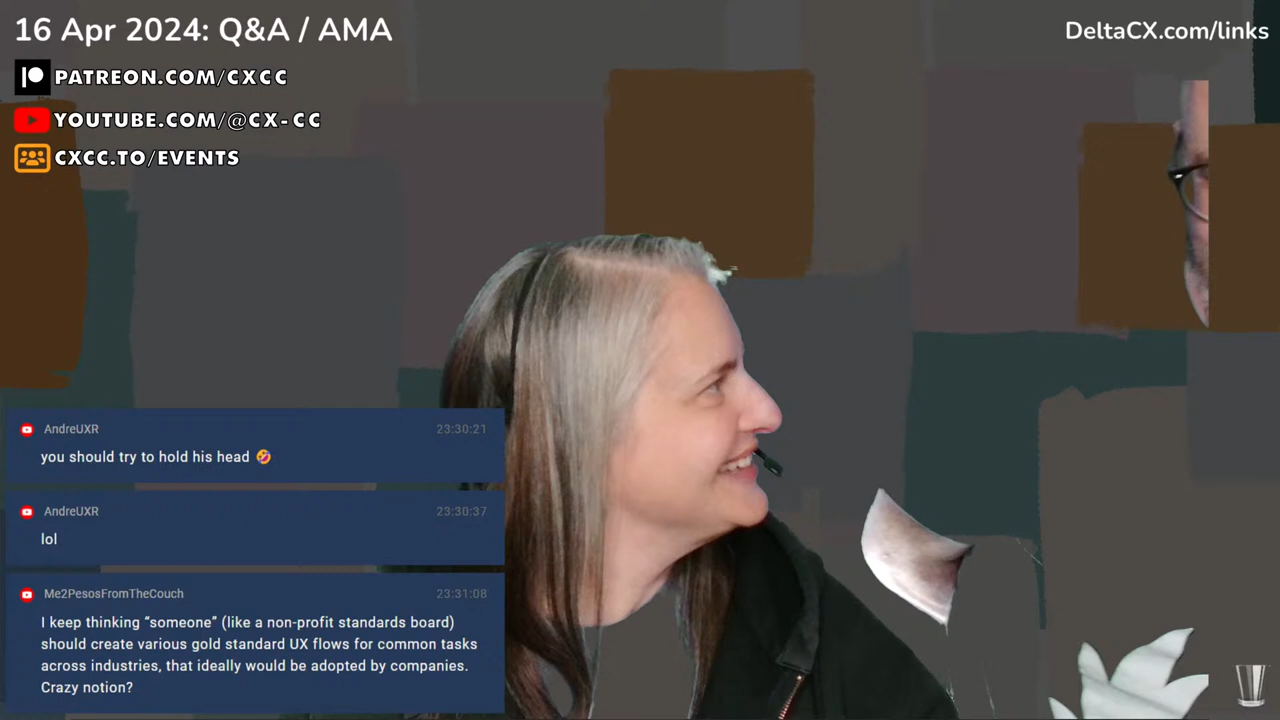 16 Apr 2024: Q&A / AMA
DeltaCX.com/links
PATREON.COM/CXCC
YOUTUBE.COM/@CX-CC
CXCC.TO/EVENTS
AndreUXR 23:30:21
you should try to hold his head 🤣
AndreUXR 23:30:37
lol
Me2PesosFromTheCouch 23:31:08
I keep thinking “someone” (like a non-profit standards board)
should create various gold standard UX flows for common tasks
across industries, that ideally would be adopted by companies.
Crazy notion?